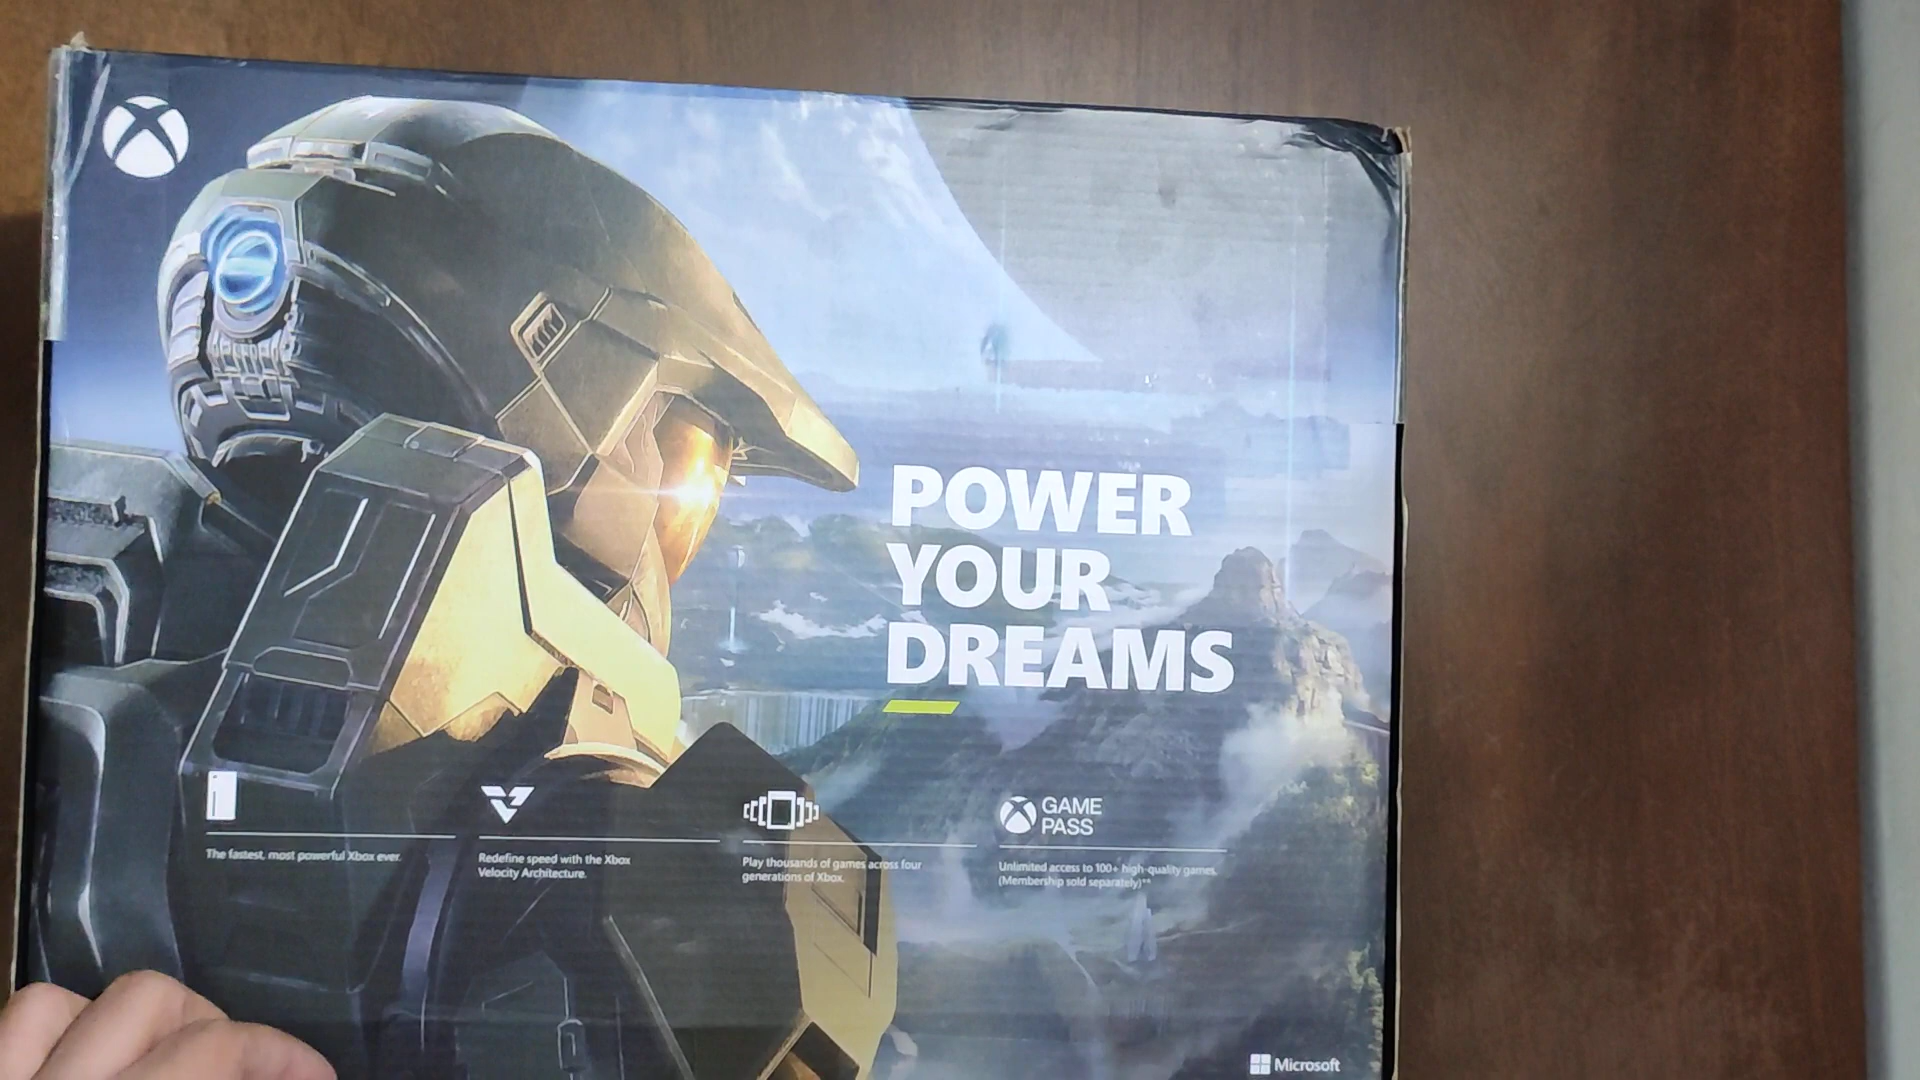 POWER
YOUR
DREAMS
The fastest, most powerful Xbox ever.
Redefine speed with the Xbox
Velocity Architecture.
Play thousands of games across four
generations of Xbox.
GAME
PASS
Unlimited access to 100+ high-quality games.
(Membership sold separately)**
Microsoft